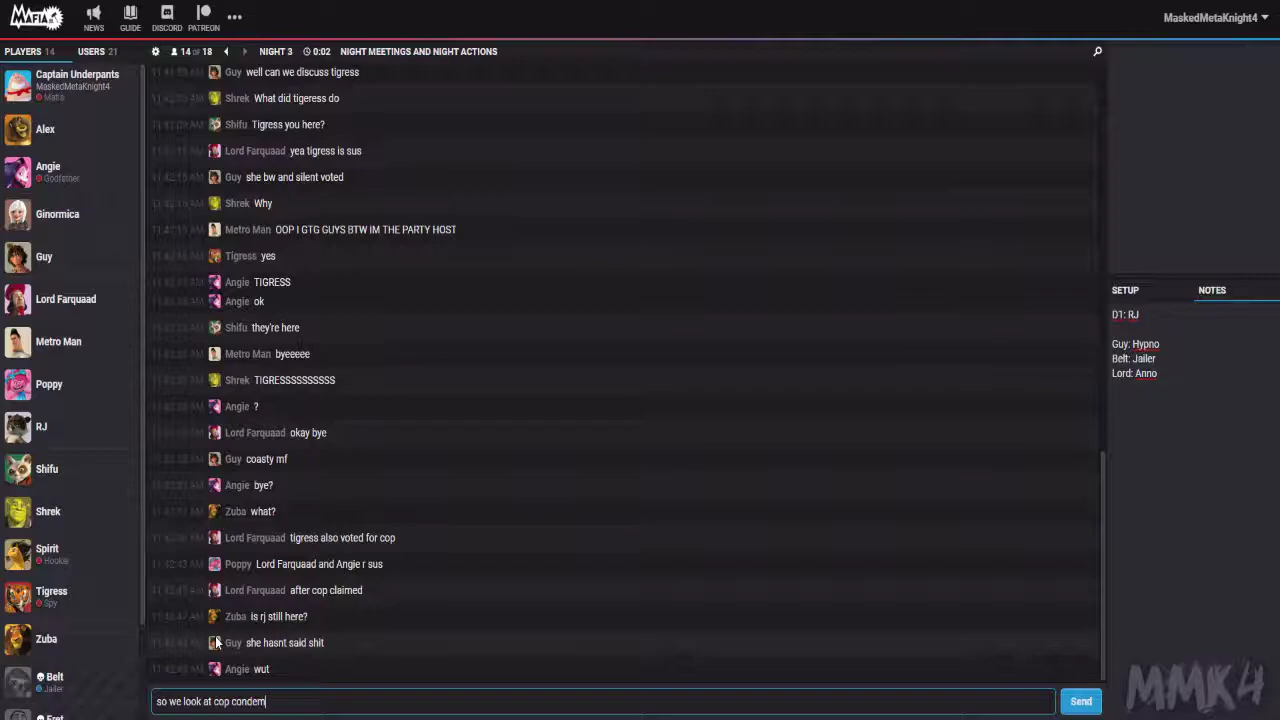 MAFIA
NEWS
GUIDE
DISCORD
PATREON
MaskedMetaKnight4
PLAYERS 14
USERS 21
14 OF 18
NIGHT 3
0:02
NIGHT MEETINGS AND NIGHT ACTIONS
Captain Underpants
MaskedMetaKnight4
Mafia
Alex
Angie
Godfather
Ginormica
Guy
Lord Farquaad
Metro Man
Poppy
RJ
Shifu
Shrek
Spirit
Hooker
Tigress
Spy
Zuba
Belt
Jailer
Guy well can we discuss tigress
Shrek What did tigeress do
Shifu Tigress you here?
Lord Farquaad yea tigress is sus
Guy she bw and silent voted
Shrek Why
Metro Man OOP I GTG GUYS BTW IM THE PARTY HOST
Tigress yes
Angie TIGRESS
Angie ok
Shifu they're here
Metro Man byeeeee
Shrek TIGRESSSSSSSSSS
Angie ?
Lord Farquaad okay bye
Guy coasty mf
Angie bye?
Zuba what?
Lord Farquaad tigress also voted for cop
Poppy Lord Farquaad and Angie r sus
Lord Farquaad after cop claimed
Zuba is rj still here?
Guy she hasnt said shit
Angie wut
so we look at cop condem
Send
SETUP
NOTES
D1: RJ
Guy: Hypno
Belt: Jailer
Lord: Anno
MMK4